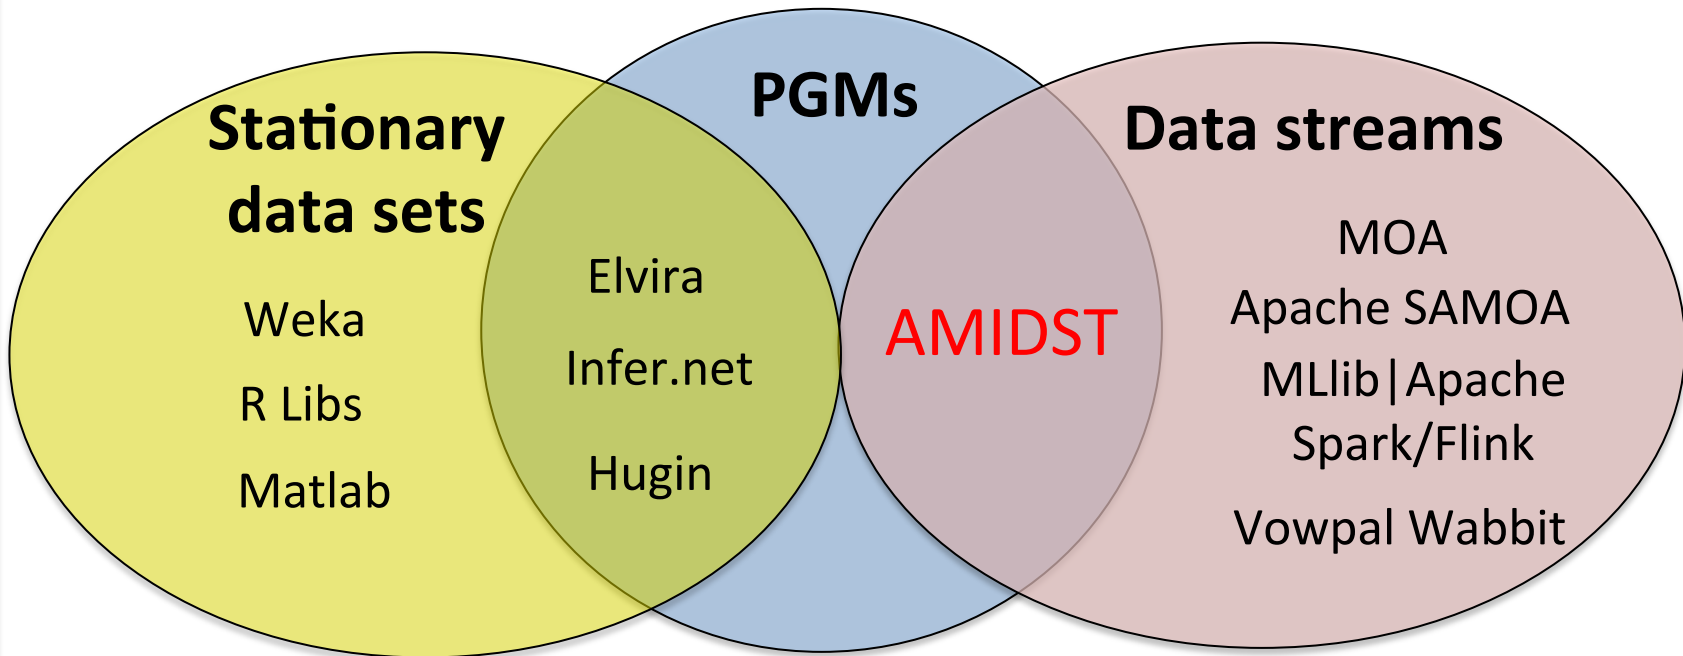 Stationary
data sets
Weka
R Libs
Matlab
PGMs
Elvira
Infer.net
Hugin
AMIDST
Data streams
MOA
Apache SAMOA
MLlib|Apache
Spark/Flink
Vowpal Wabbit